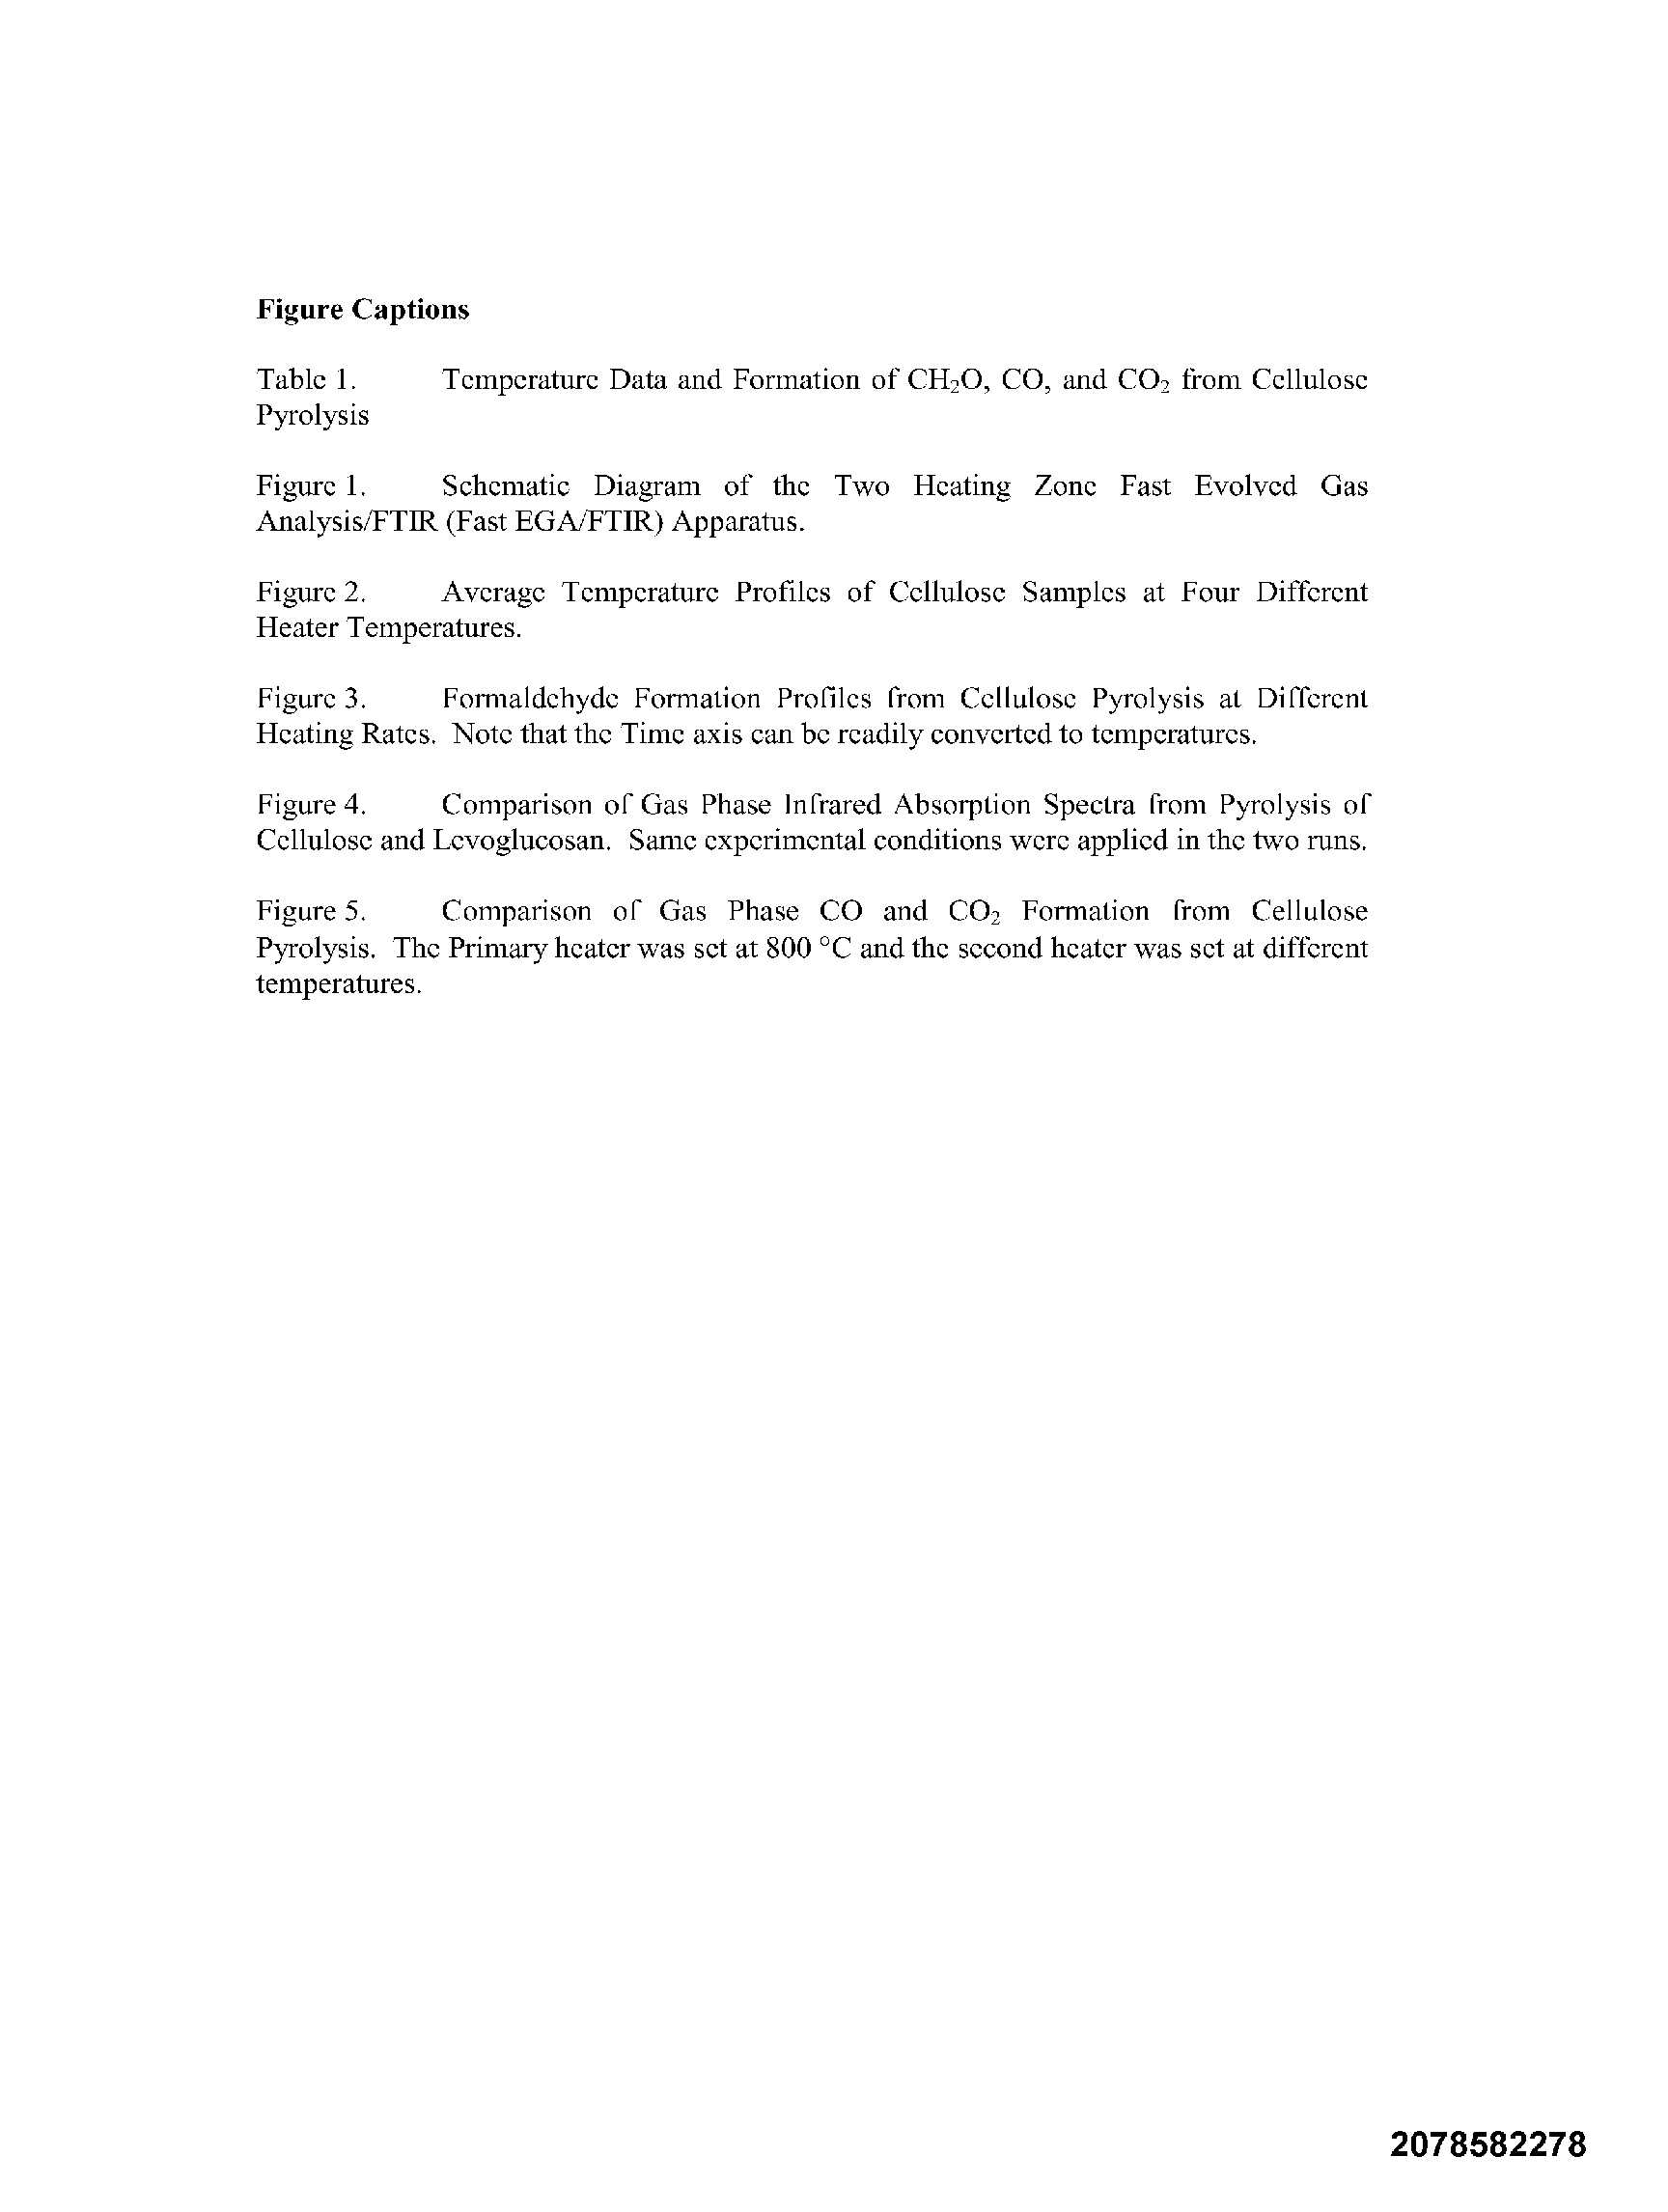 Figure Captions
Table 1. Temperature Data and Formation of CH₂O, CO, and CO₂ from Cellulose
Pyrolysis
Figure 1. Schematic Diagram of the Two Heating Zone Fast Evolved Gas
Analysis/FTIR (Fast EGA/FTIR) Apparatus.
Figure 2. Average Temperature Profiles of Cellulose Samples at Four Different
Heater Temperatures.
Figure 3. Formaldehyde Formation Profiles from Cellulose Pyrolysis at Different
Heating Rates. Note that the Time axis can be readily converted to temperatures.
Figure 4. Comparison of Gas Phase Infrared Absorption Spectra from Pyrolysis of
Cellulose and Levoglucosan. Same experimental conditions were applied in the two runs.
Figure 5. Comparison of Gas Phase CO and CO₂ Formation from Cellulose
Pyrolysis. The Primary heater was set at 800 °C and the second heater was set at different
temperatures.
2078582278